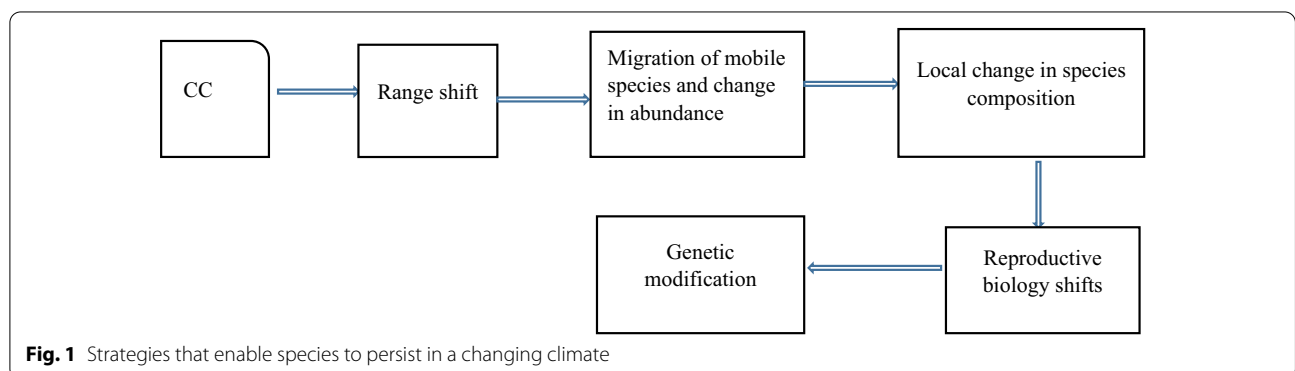 CC
Range shift
Migration of mobile
species and change
in abundance
Local change in species
composition
Reproductive
biology shifts
Genetic
modification
Fig. 1 Strategies that enable species to persist in a changing climate